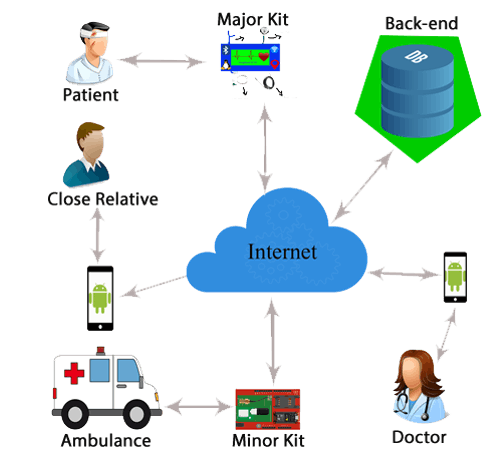 Major Kit
Back-end
DB
Patient
Close Relative
Internet
Ambulance
Minor Kit
Doctor